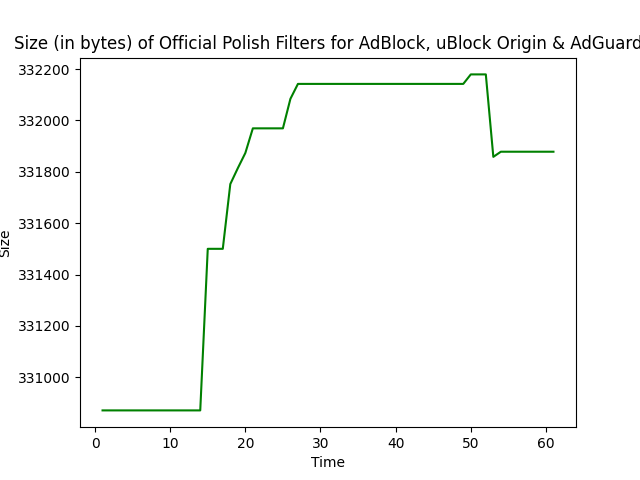 Size (in bytes) of Official Polish Filters for AdBlock, uBlock Origin & AdGuard
332200
332000
331800
331600
331400
331200
331000
Size
0 10 20 30 40 50 60
Time